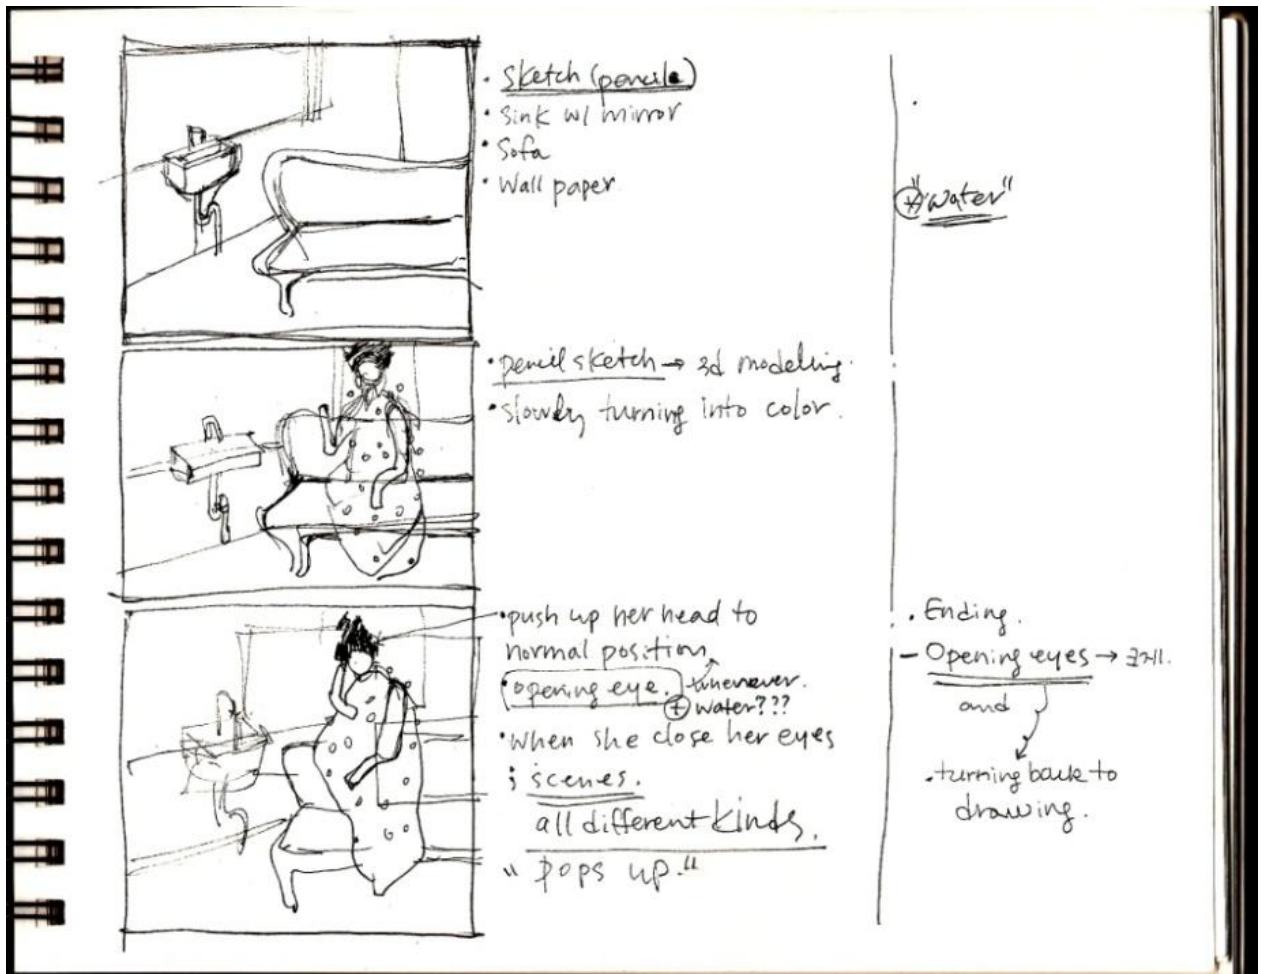 · sketch (pencil)
· sink w/ mirror
· Sofa
· Wall paper.
* "water"
· pencil sketch → 3d modelling.
· slowly turning into color.
· push up her head to
normal position
· opening eye. whenever.
+ water???
· when she close her eyes
; scenes.
all different kinds.
" pops up."
· Ending.
- Opening eyes → 크게.
and
· turning back to
drawing.